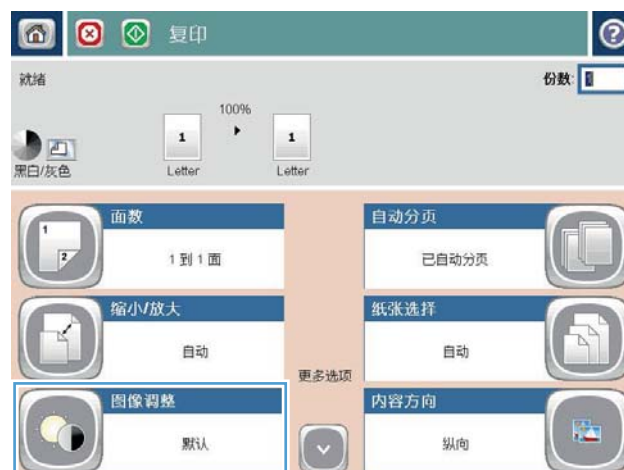 复印
就绪
份数: 1
100%
1
1
黑白/灰色
Letter
Letter
面数
1
2
1 到 1 面
自动分页
已自动分页
缩小/放大
自动
纸张选择
自动
更多选项
图像调整
默认
内容方向
纵向